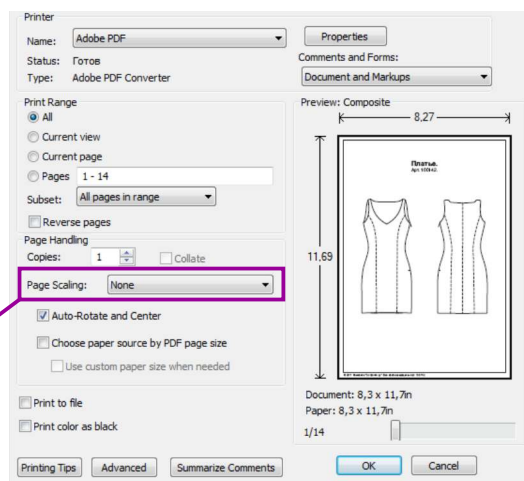 Printer
Name: Adobe PDF Properties
Status: Готов Comments and Forms:
Type: Adobe PDF Converter Document and Markups
Print Range Preview: Composite
All 8,27
Current view
Current page
Pages 1 - 14
Subset: All pages in range
Reverse pages
Page Handling
Copies: 1 Collate
Page Scaling: None
Auto-Rotate and Center
Choose paper source by PDF page size
Use custom paper size when needed
Платье.
11,69
Print to file
Print color as black
Document: 8,3 x 11,7in
Paper: 8,3 x 11,7in
1/14
Printing Tips Advanced Summarize Comments OK Cancel